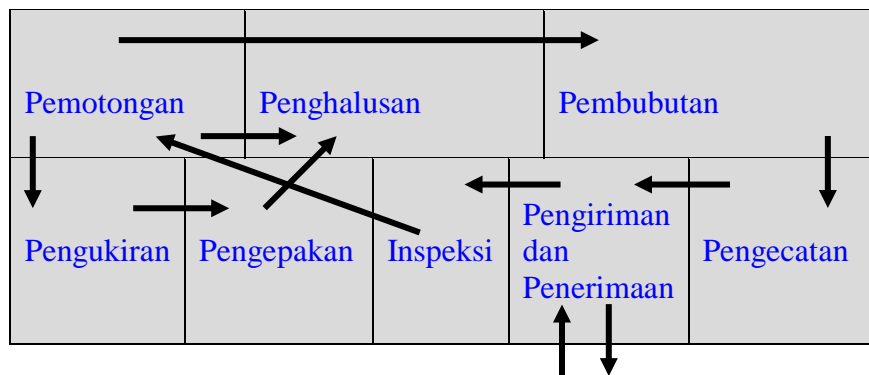 Pemotongan
Penghalusan
Pembubutan
Pengukiran
Pengepakan
Inspeksi
Pengiriman
dan
Penerimaan
Pengecatan